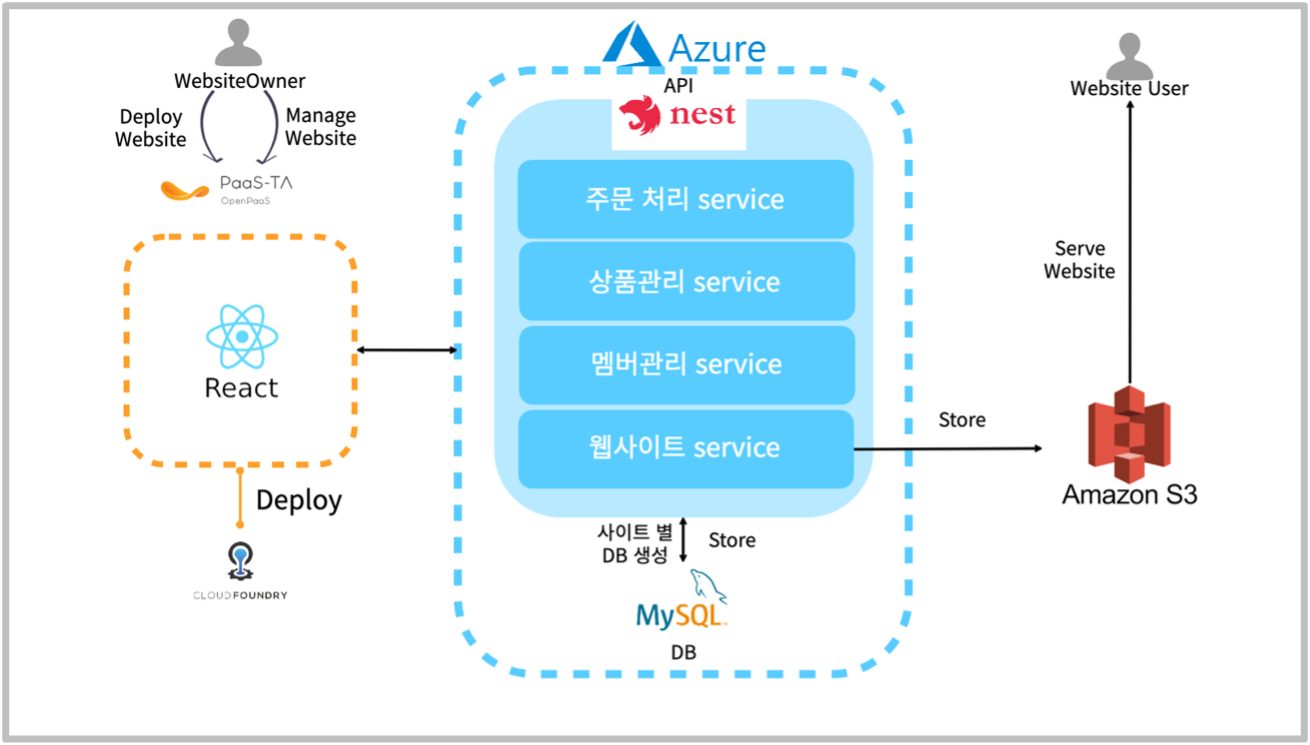 WebsiteOwner
Deploy
Website
Manage
Website
PaaS-TA
OpenPaaS
React
Deploy
CLOUDFOUNDRY
Azure
API
nest
주문 처리 service
상품관리 service
멤버관리 service
웹사이트 service
사이트 별
DB 생성
Store
MySQL
DB
Store
Website User
Serve
Website
Amazon S3